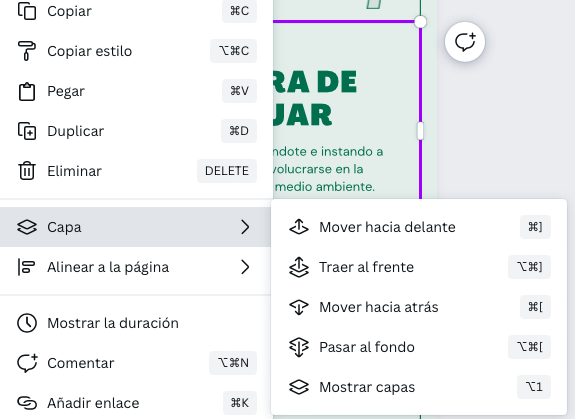 Copiar ⌘C
Copiar estilo ⌥⌘C
Pegar ⌘V
Duplicar ⌘D
Eliminar DELETE
Capa
Alinear a la página
Mostrar la duración
Comentar ⌥⌘N
Añadir enlace ⌘K
RA DE
UAR
ndote e instando a
volucrarse en la
medio ambiente.
Mover hacia delante ⌘]
Traer al frente ⌥⌘]
Mover hacia atrás ⌘[
Pasar al fondo ⌥⌘[
Mostrar capas ⌥1